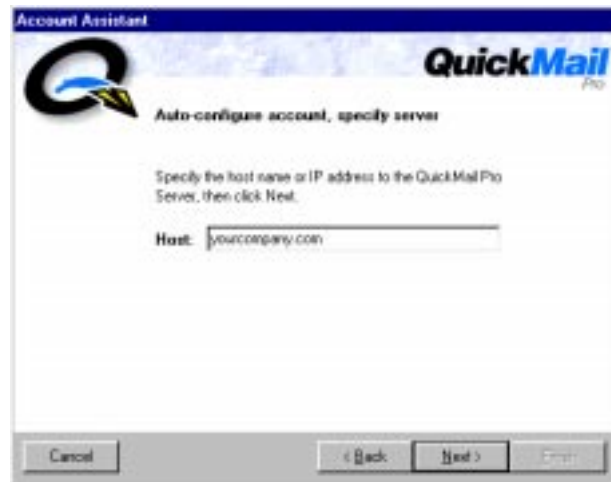 Account Assistant
QuickMail
Pro
Auto-configure account, specify server
Specify the host name or IP address to the QuickMail Pro
Server, then click Next.
Host: yourcompany.com
Cancel
< Back
Next >
Finish